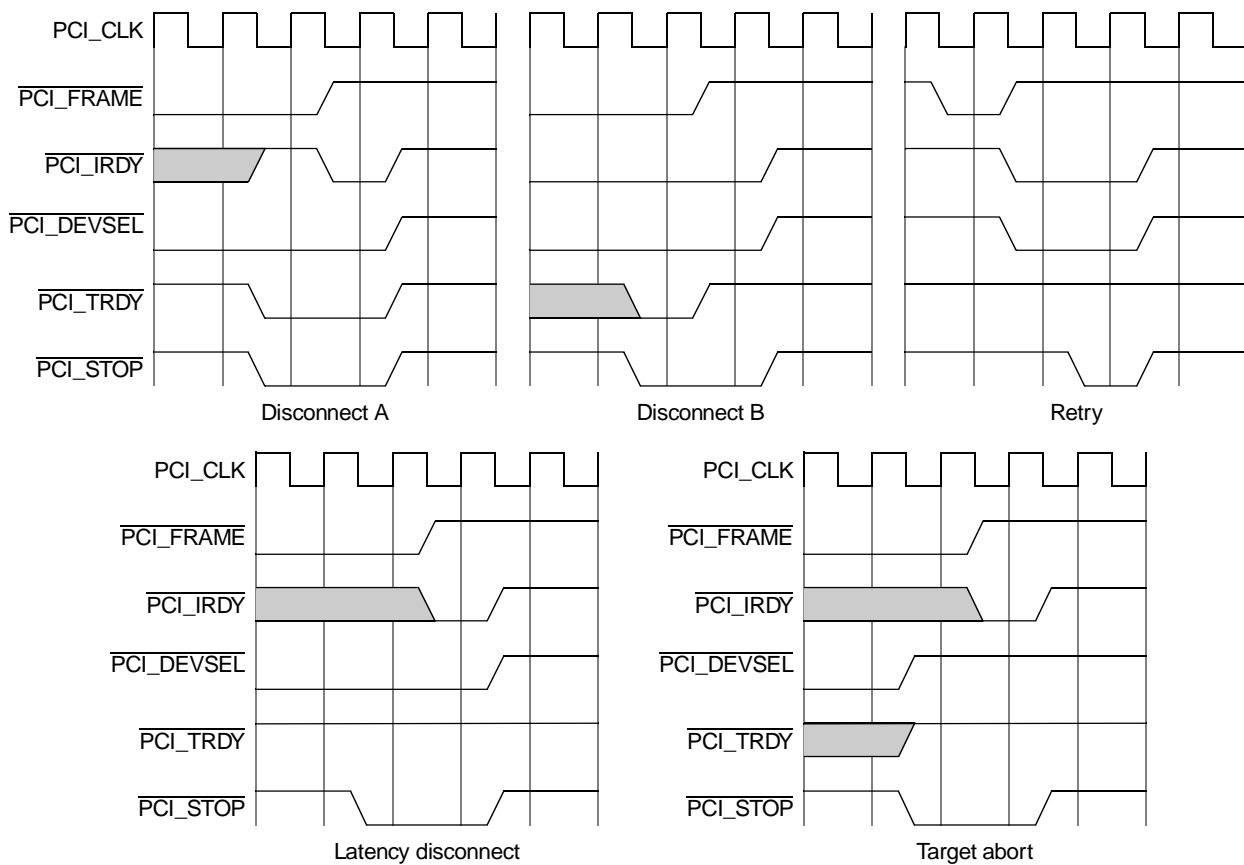 PCI_CLK
PCI_FRAME
PCI_IRDY
PCI_DEVSEL
PCI_TRDY
PCI_STOP
Disconnect A
Disconnect B
Retry
PCI_CLK
PCI_FRAME
PCI_IRDY
PCI_DEVSEL
PCI_TRDY
PCI_STOP
Latency disconnect
PCI_CLK
PCI_FRAME
PCI_IRDY
PCI_DEVSEL
PCI_TRDY
PCI_STOP
Target abort